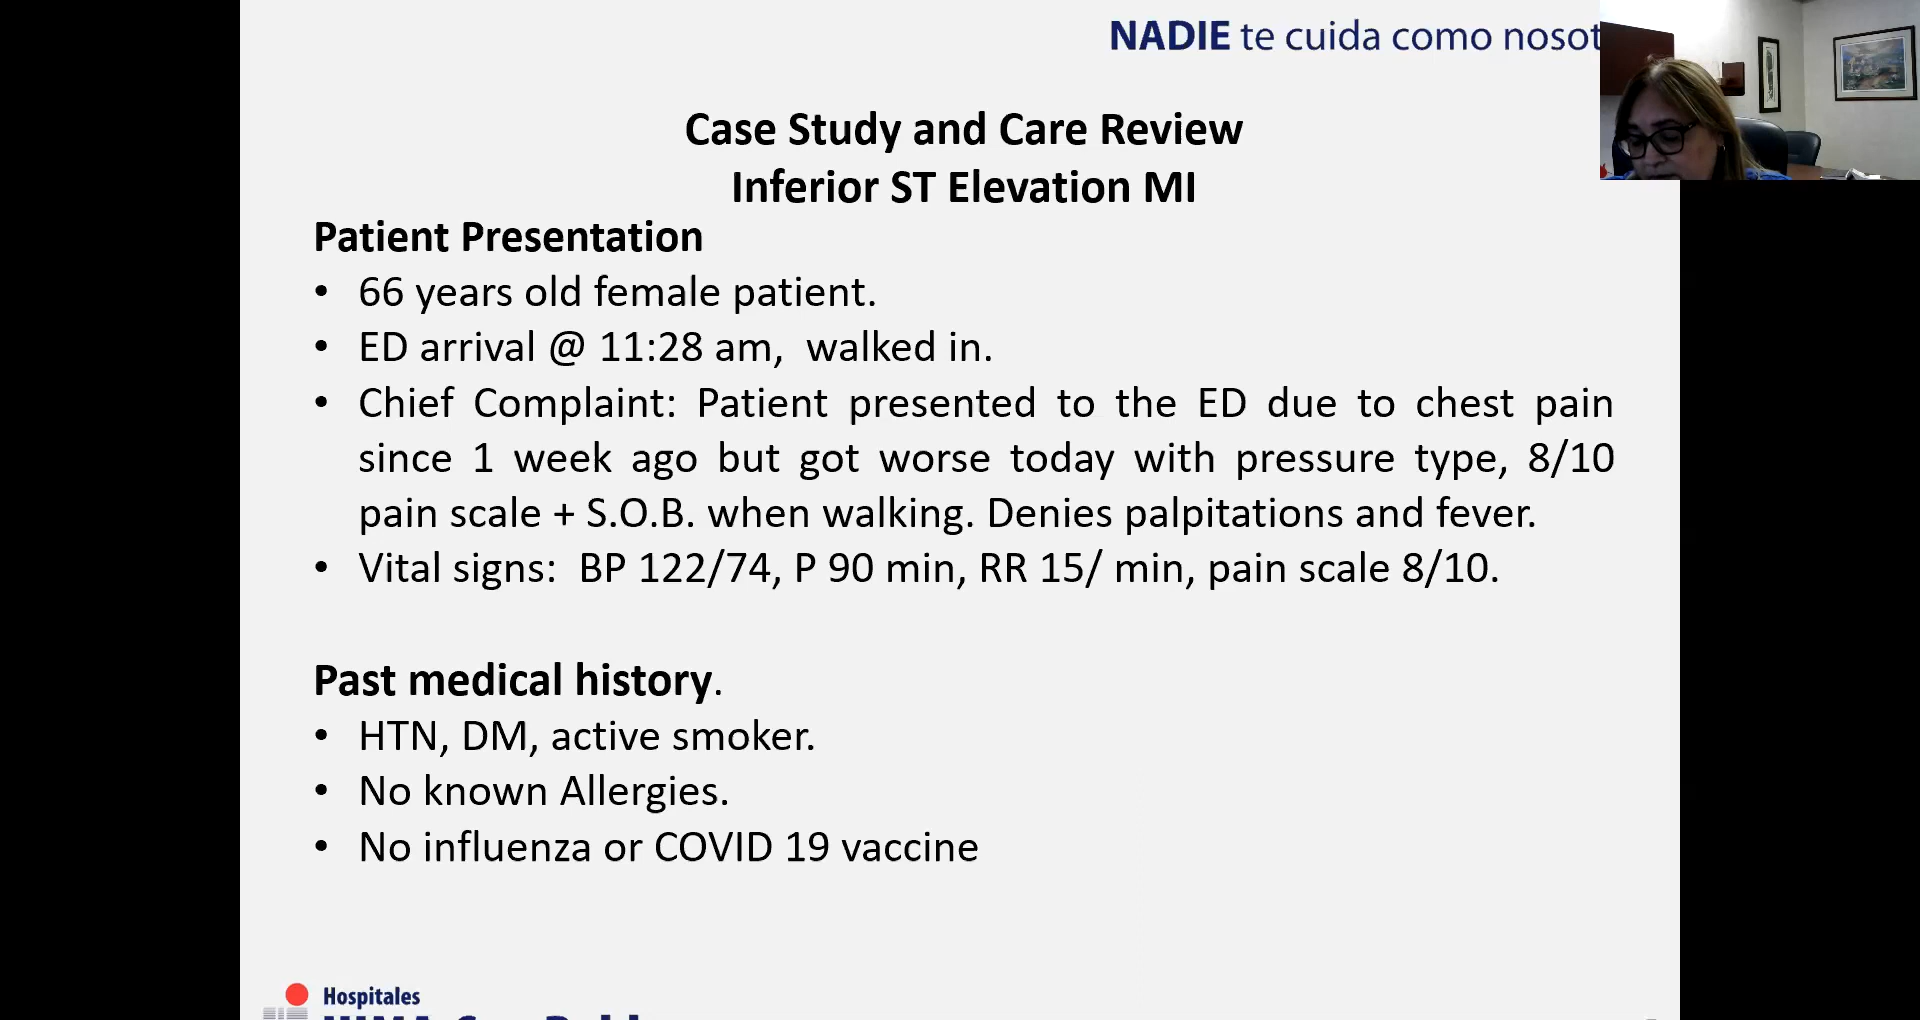 NADIE te cuida como
Case Study and Care Review
Inferior ST Elevation MI
Patient Presentation
• 66 years old female patient.
• ED arrival @ 11:28 am, walked in.
• Chief Complaint: Patient presented to the ED due to chest pain
since 1 week ago but got worse today with pressure type, 8/10
pain scale + S.O.B. when walking. Denies palpitations and fever.
• Vital signs: BP 122/74, P 90 min, RR 15/ min, pain scale 8/10.
Past medical history.
• HTN, DM, active smoker.
• No known Allergies.
• No influenza or COVID 19 vaccine
Hospitales